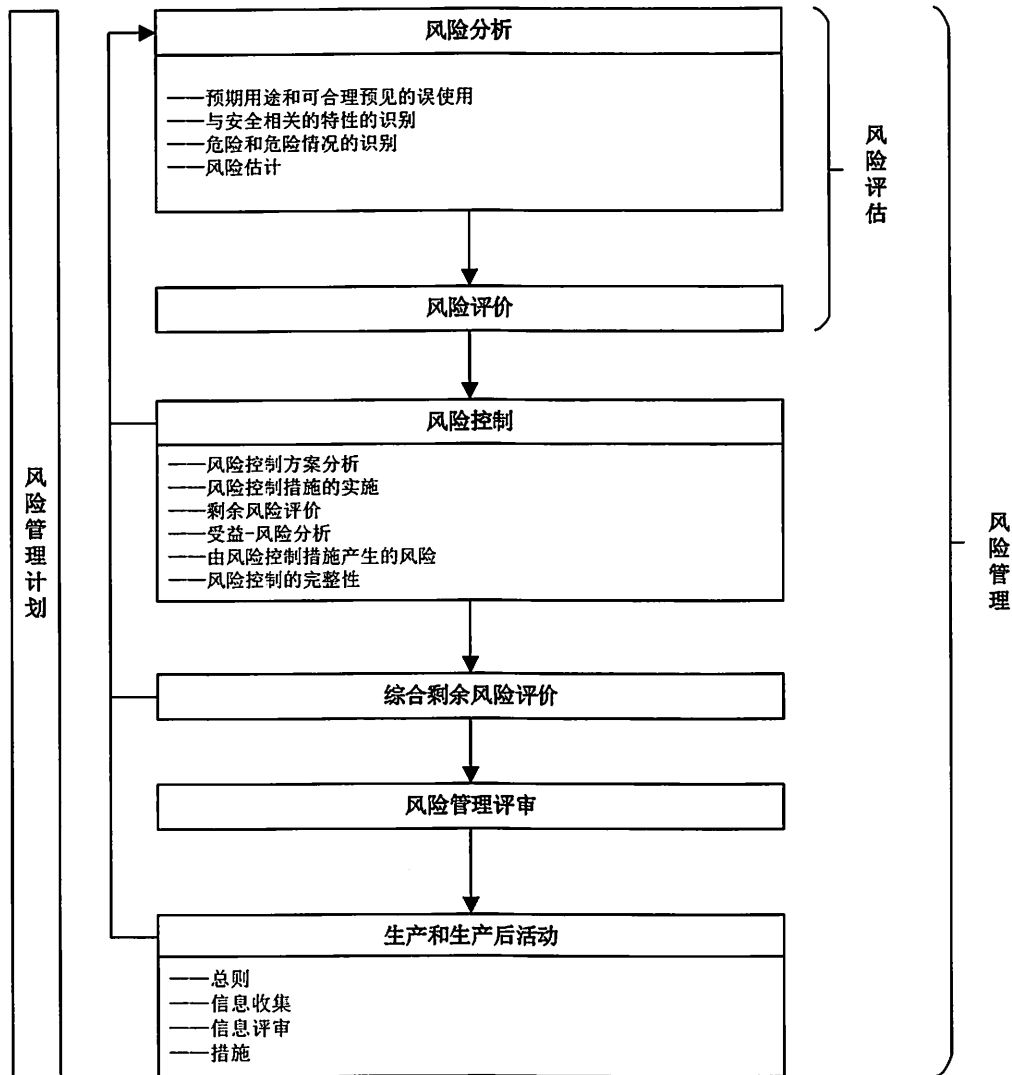 风险管理计划
风险分析
——预期用途和可合理预见的误使用
——与安全相关的特性的识别
——危险和危险情况的识别
——风险估计
风险评价
风险评估
风险控制
——风险控制方案分析
——风险控制措施的实施
——剩余风险评价
——受益-风险分析
——由风险控制措施产生的风险
——风险控制的完整性
综合剩余风险评价
风险管理评审
生产和生产后活动
——总则
——信息收集
——信息评审
——措施
风险管理